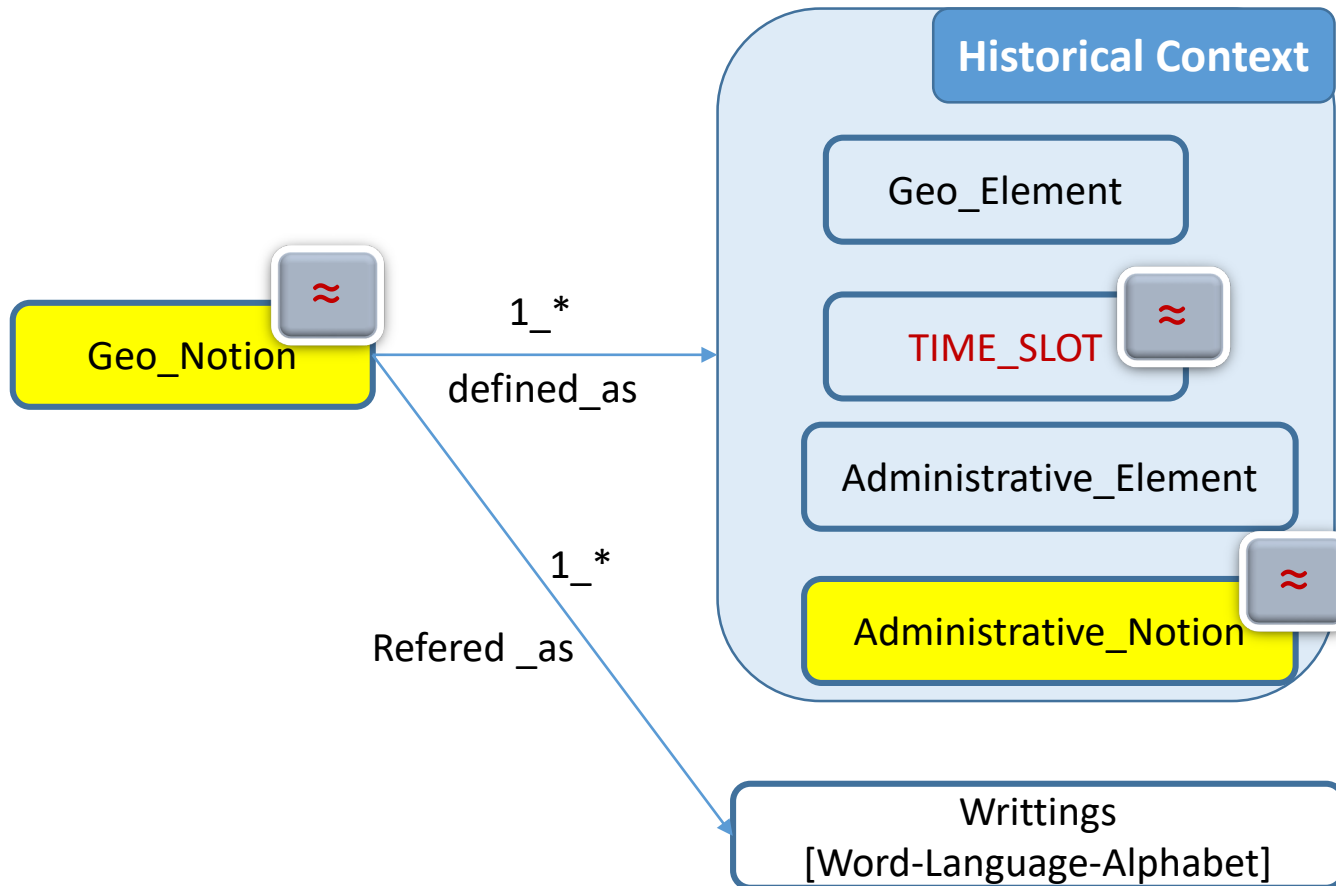 Historical Context
Geo_Element
≈
Geo_Notion
1_*
defined_as
≈
TIME_SLOT
Administrative_Element
1_*
Refered _as
≈
Administrative_Notion
Writtings
[Word-Language-Alphabet]